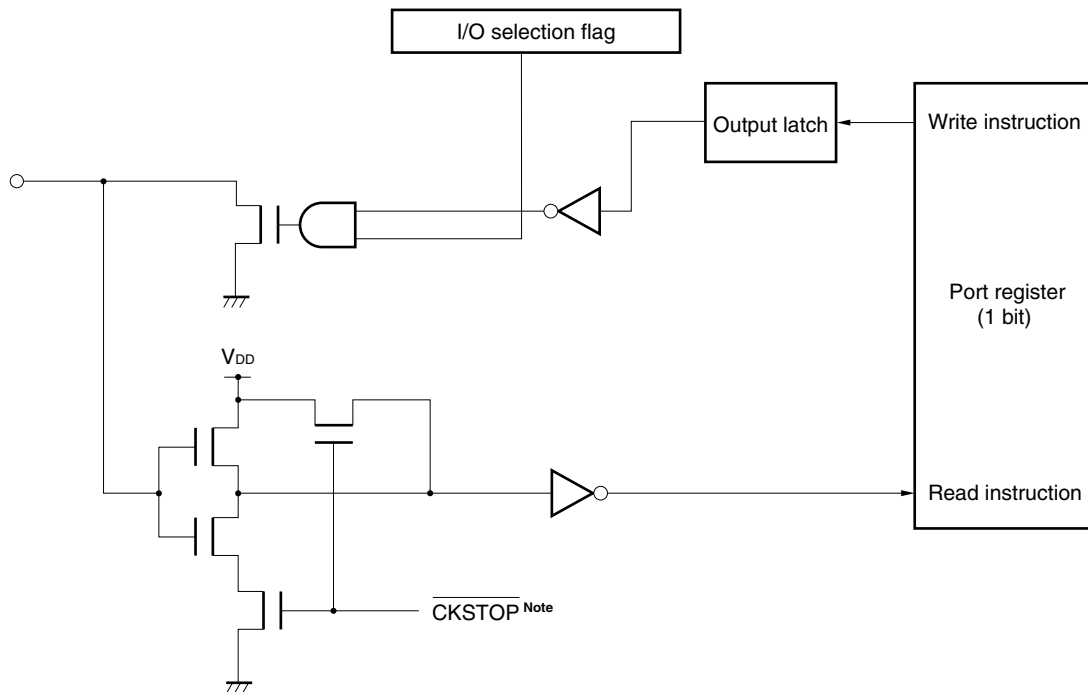 I/O selection flag
Output latch
Write instruction
Port register
(1 bit)
VDD
Read instruction
CKSTOP Note